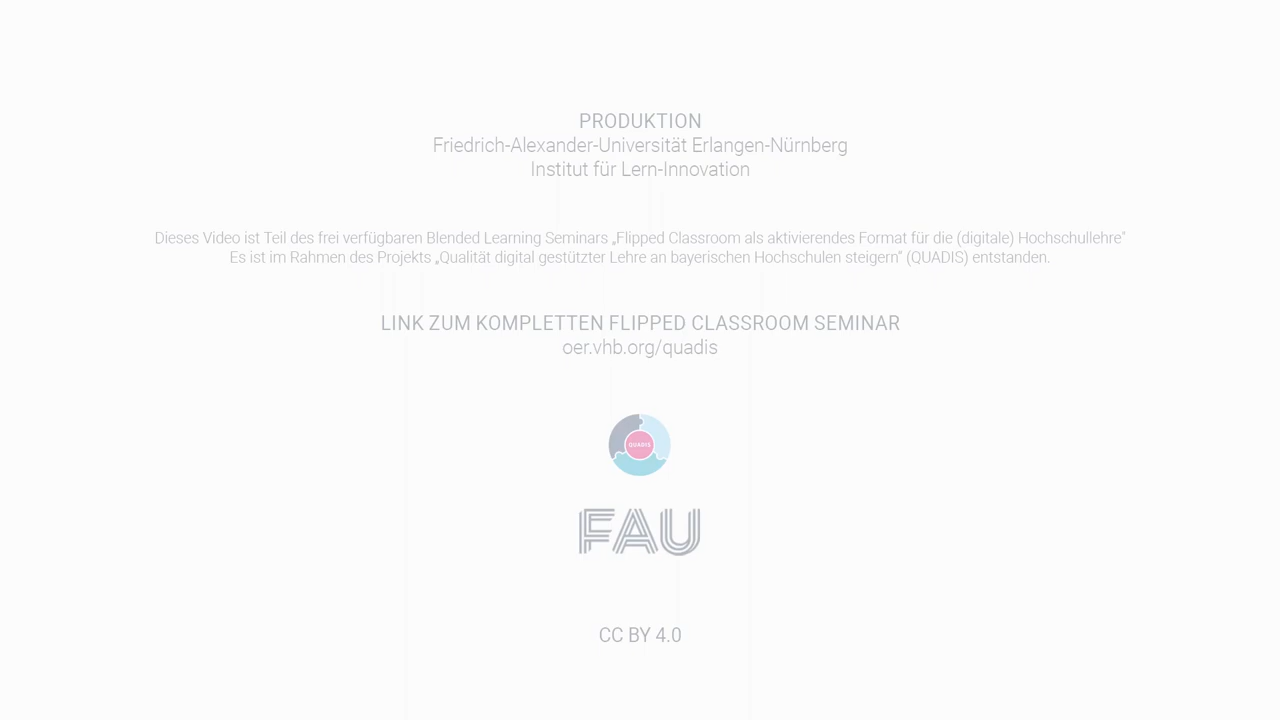 PRODUKTION
Friedrich-Alexander-Universität Erlangen-Nürnberg
Institut für Lern-Innovation
Dieses Video ist Teil des frei verfügbaren Blended Learning Seminars „Flipped Classroom als aktivierendes Format für die (digitale) Hochschullehre"
Es ist im Rahmen des Projekts „Qualität digital gestützter Lehre an bayerischen Hochschulen steigern" (QUADIS) entstanden.
LINK ZUM KOMPLETTEN FLIPPED CLASSROOM SEMINAR
oer.vhb.org/quadis
QUADIS
FAU
CC BY 4.0